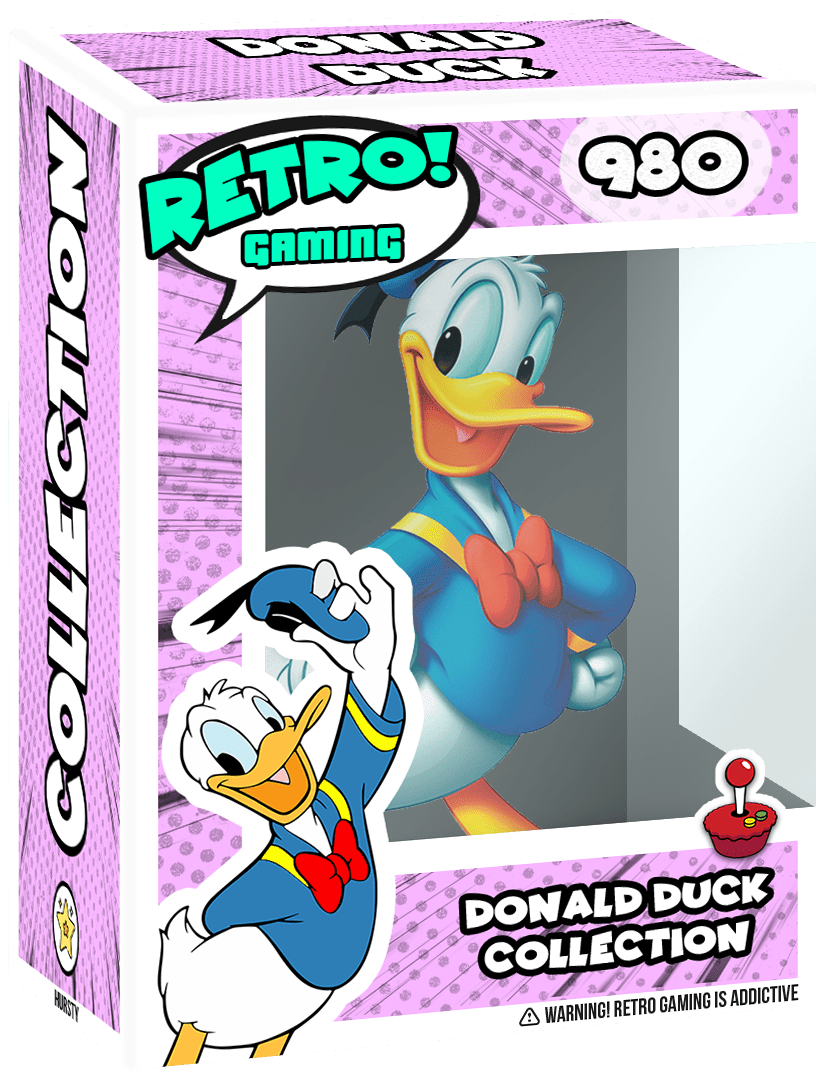 DONALD
DUCK
RETRO!
GAMING
980
COLLECTION
DONALD DUCK
COLLECTION
WARNING! RETRO GAMING IS ADDICTIVE
HURSTY